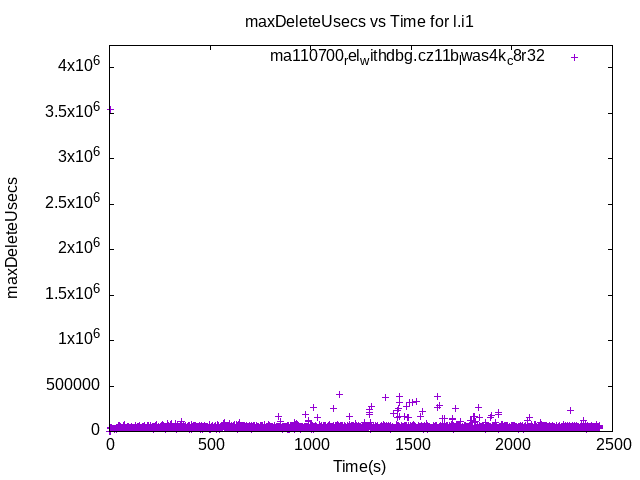 maxDeleteUsecs vs Time for l.i1
ma110700relwithdbg.cz11blwas4kc8r32
maxDeleteUsecs
4x10^6
3.5x10^6
3x10^6
2.5x10^6
2x10^6
1.5x10^6
1x10^6
500000
0
0 500 1000 1500 2000 2500
Time(s)